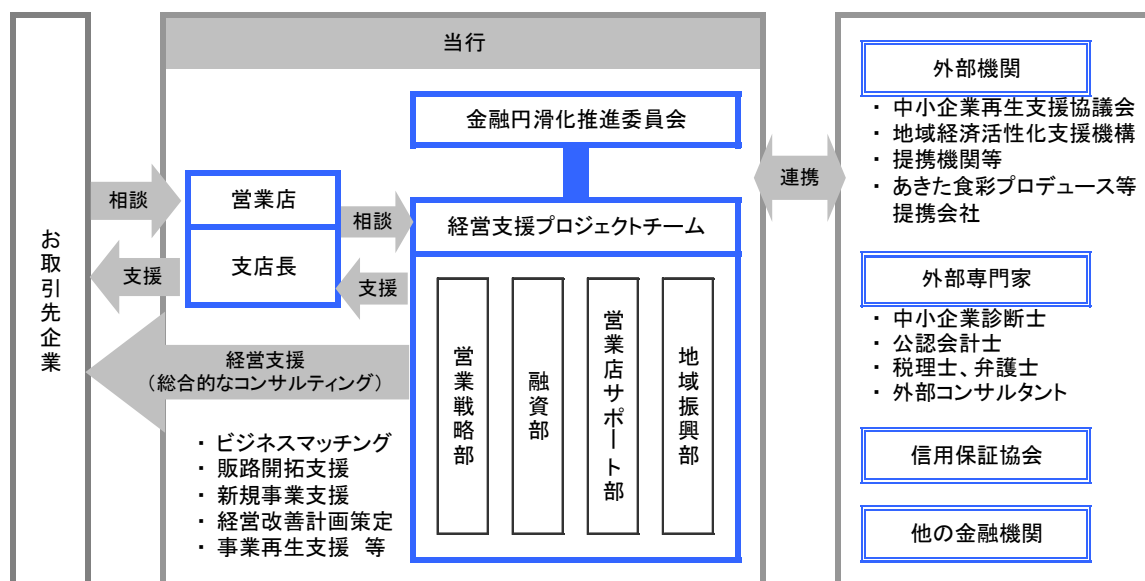 お取引先企業
相談
支援
当行
営業店
支店長
相談
支援
金融円滑化推進委員会
経営支援プロジェクトチーム
営業戦略部
融資部
営業店サポート部
地域振興部
経営支援
（総合的なコンサルティング）
・ ビジネスマッチング
・ 販路開拓支援
・ 新規事業支援
・ 経営改善計画策定
・ 事業再生支援 等
連携
外部機関
・ 中小企業再生支援協議会
・ 地域経済活性化支援機構
・ 提携機関等
・ あきた食彩プロデュース等
提携会社
外部専門家
・ 中小企業診断士
・ 公認会計士
・ 税理士、弁護士
・ 外部コンサルタント
信用保証協会
他の金融機関